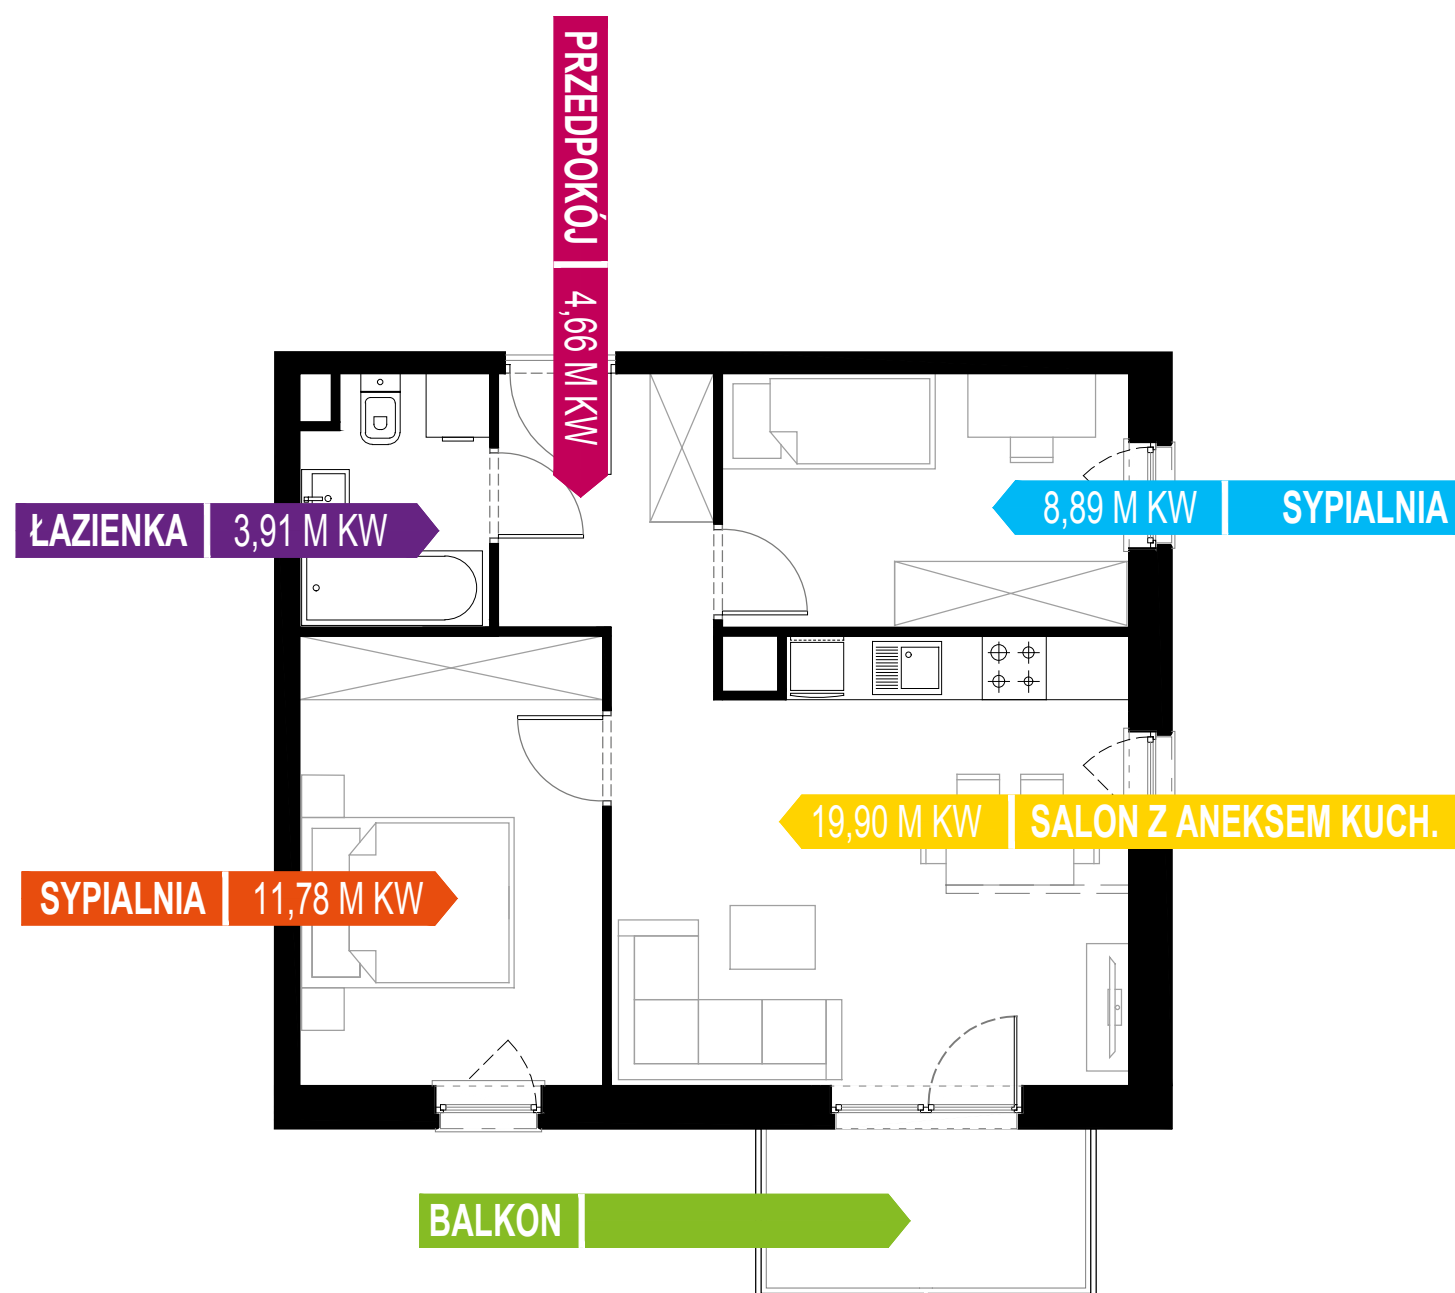 PRZEDPOKÓJ 4,66 M KW
ŁAZIENKA 3,91 M KW
8,89 M KW SYPIALNIA
19,90 M KW SALON Z ANEKSEM KUCH.
SYPIALNIA 11,78 M KW
BALKON